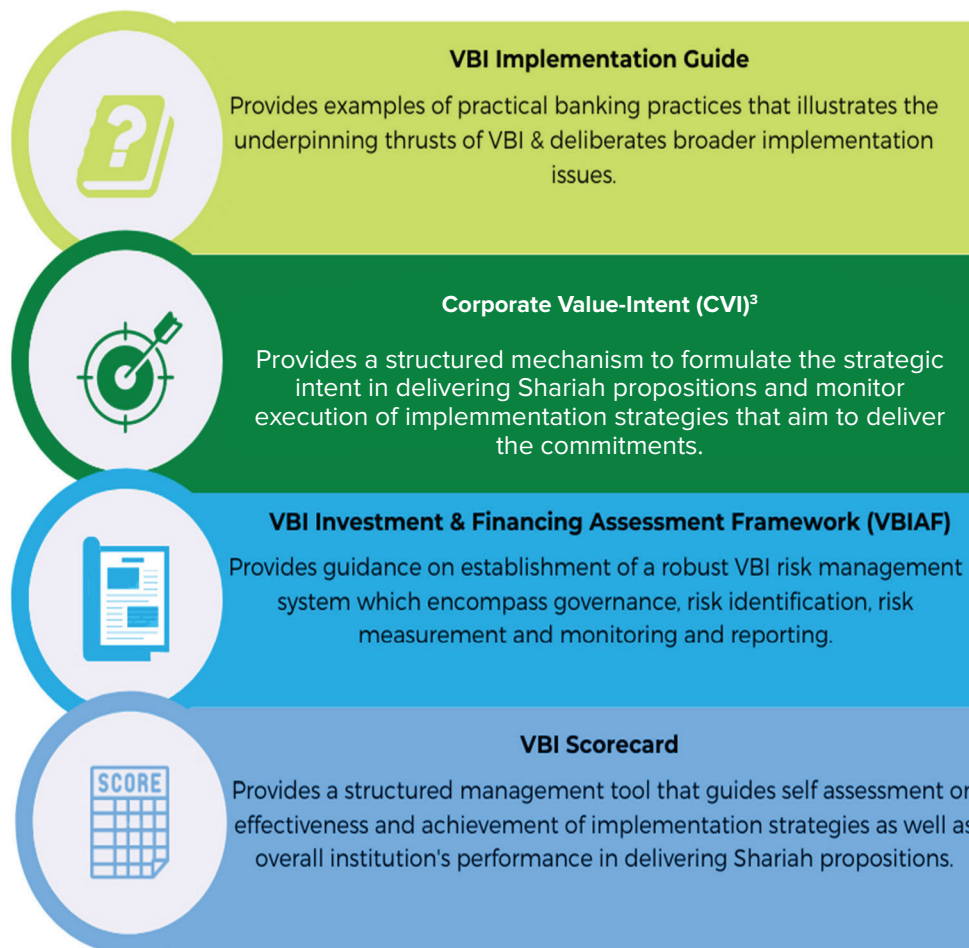 VBI Implementation Guide
Provides examples of practical banking practices that illustrates the
underpinning thrusts of VBI & deliberates broader implementation
issues.
Corporate Value-Intent (CVI)³
Provides a structured mechanism to formulate the strategic
intent in delivering Shariah propositions and monitor
execution of implemmentation strategies that aim to deliver
the commitments.
VBI Investment & Financing Assessment Framework (VBIAF)
Provides guidance on establishment of a robust VBI risk management
system which encompass governance, risk identification, risk
measurement and monitoring and reporting.
SCORE
VBI Scorecard
Provides a structured management tool that guides self assessment on
effectiveness and achievement of implementation strategies as well as
overall institution's performance in delivering Shariah propositions.